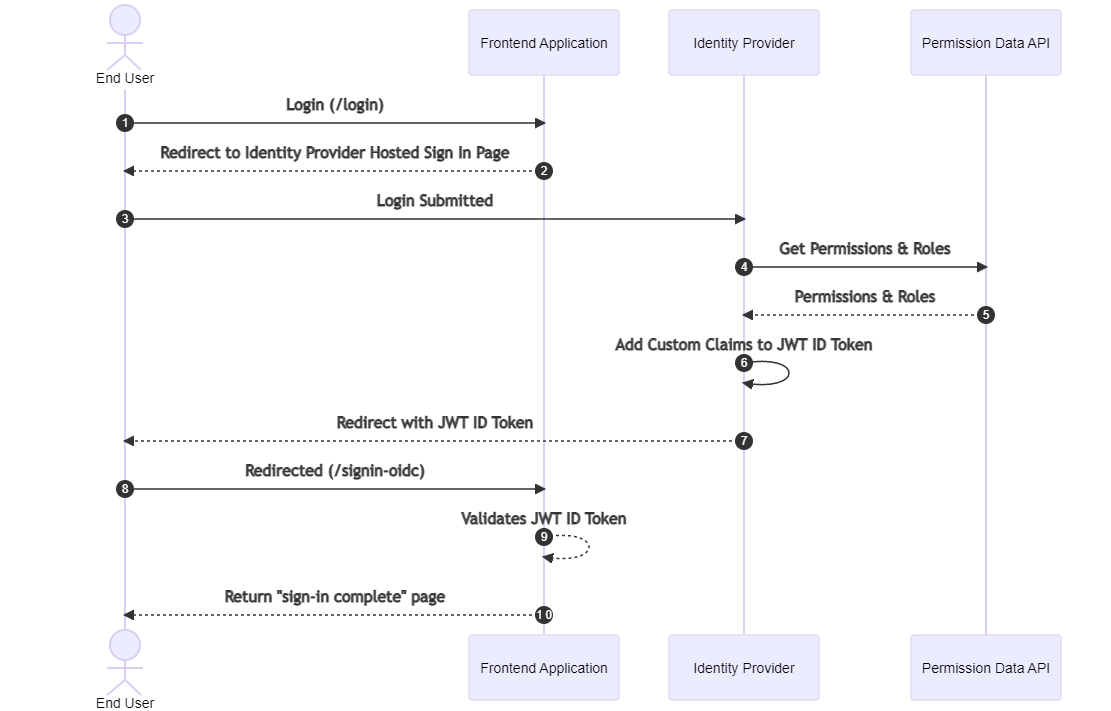 End User
Frontend Application
Identity Provider
Permission Data API
Login (/login)
1
Redirect to Identity Provider Hosted Sign In Page
2
Login Submitted
3
Get Permissions & Roles
4
Permissions & Roles
5
Add Custom Claims to JWT ID Token
6
Redirect with JWT ID Token
7
Redirected (/signin-oidc)
8
Validates JWT ID Token
9
Return "sign-in complete" page
10
End User
Frontend Application
Identity Provider
Permission Data API